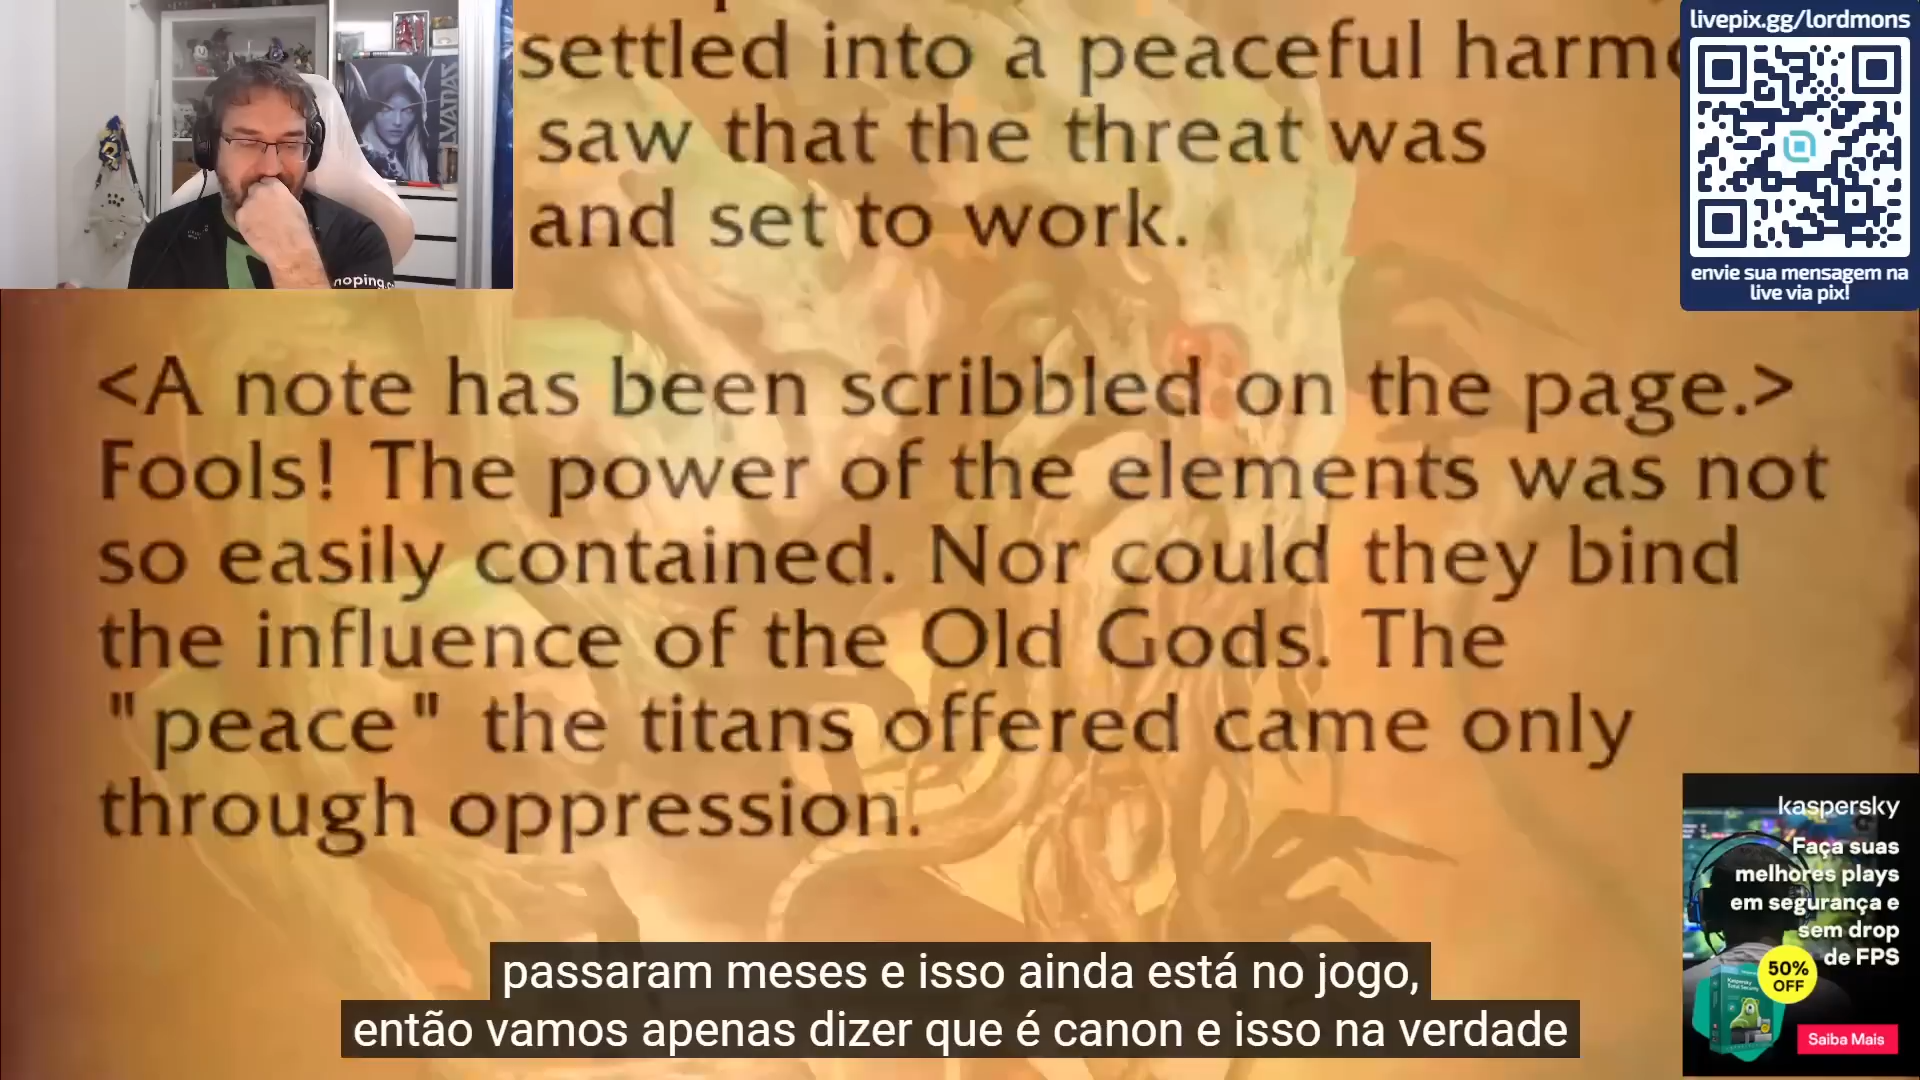 settled into a peaceful
saw that the threat was
and set to work.
<A note has been scribbled on the page.>
Fools! The power of the elements was not
so easily contained. Nor could they bind
the influence of the Old Gods. The
"peace" the titans offered came only
through oppression.
passaram meses e isso ainda está no jogo,
então vamos apenas dizer que é canon e isso na verdade
livepix.gg/lordmons
envie sua mensagem na
live via pix!
kaspersky
Faça suas
melhores plays
em segurança e
sem drop
de FPS
50%
OFF
Saiba Mais
noping